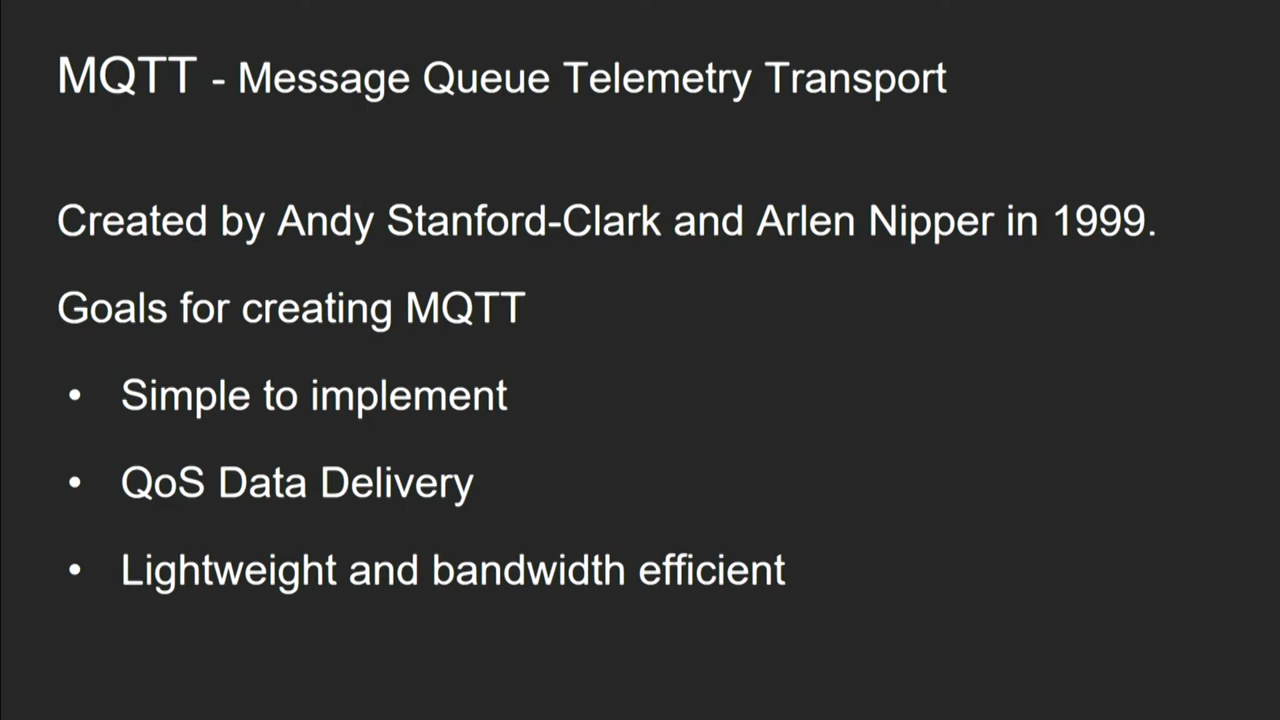 MQTT - Message Queue Telemetry Transport
Created by Andy Stanford-Clark and Arlen Nipper in 1999.
Goals for creating MQTT
• Simple to implement
• QoS Data Delivery
• Lightweight and bandwidth efficient